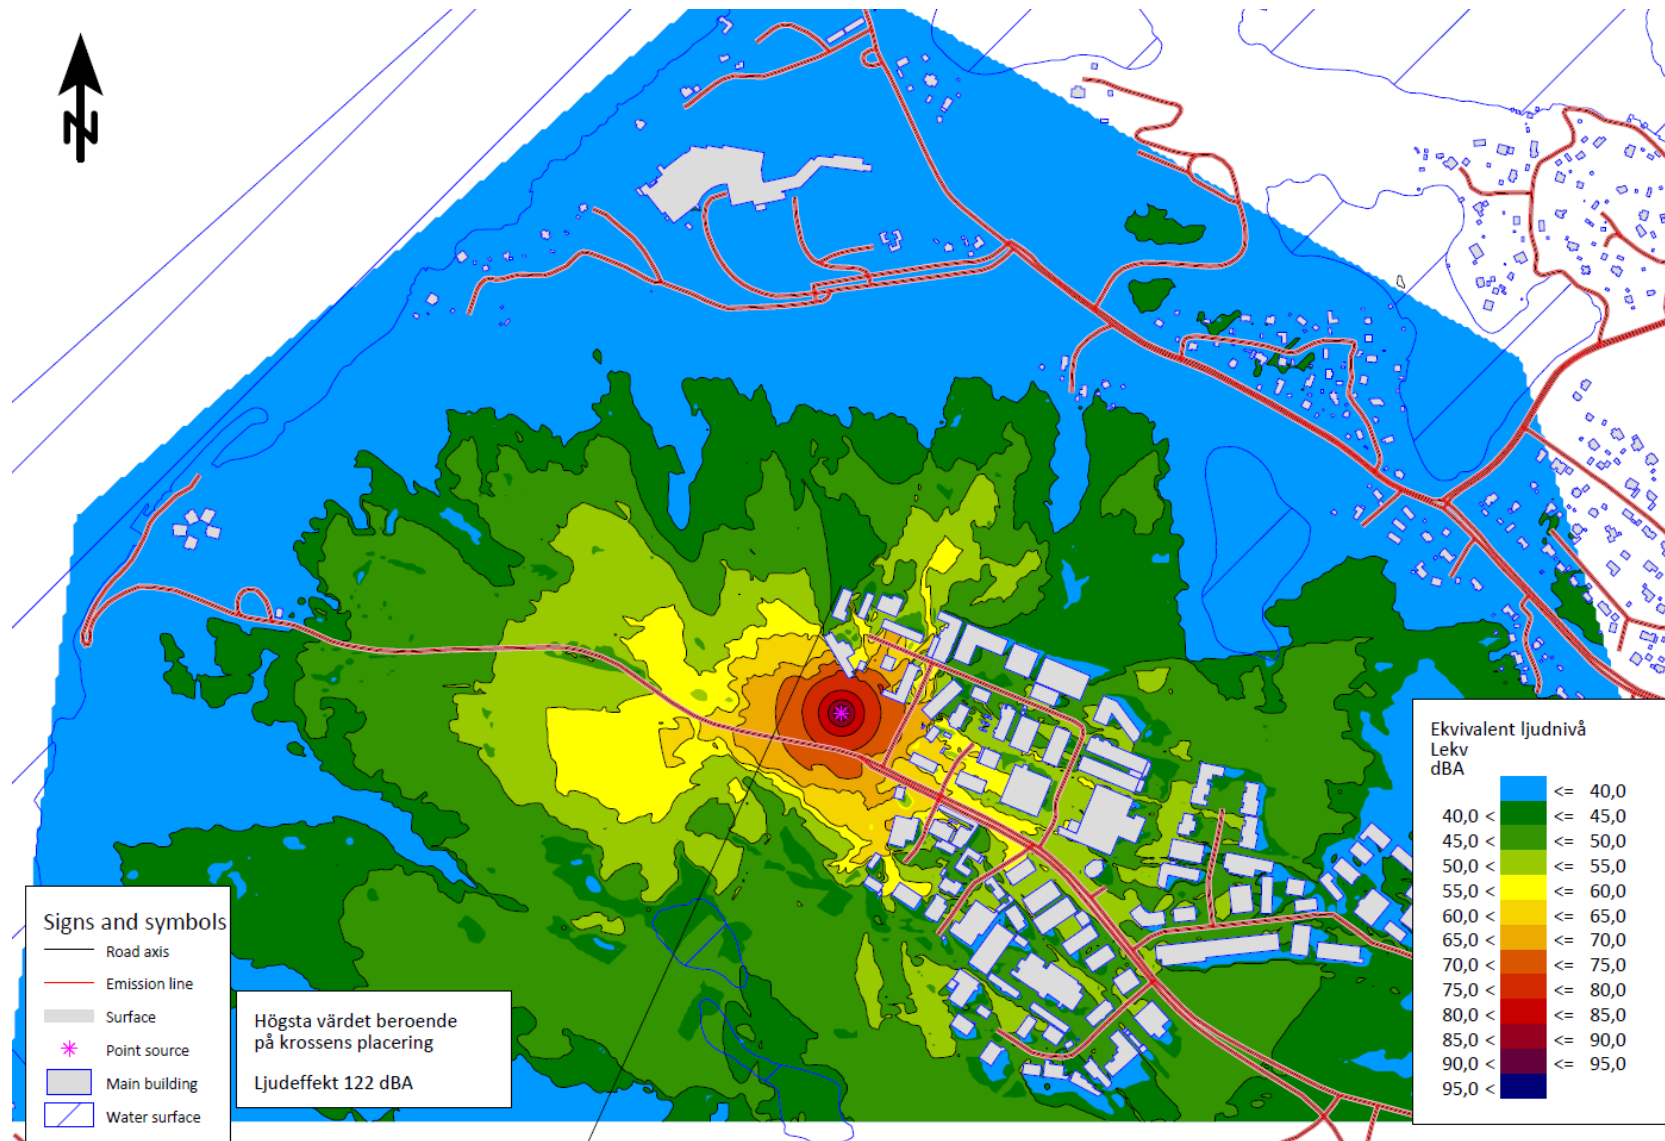 N
Signs and symbols
Road axis
Emission line
Surface
Point source
Main building
Water surface
Högsta värdet beroende
på krossens placering
Ljudeffekt 122 dBA
Ekvivalent ljudnivå
Lekv
dBA
<= 40,0
40,0 < <= 45,0
45,0 < <= 50,0
50,0 < <= 55,0
55,0 < <= 60,0
60,0 < <= 65,0
65,0 < <= 70,0
70,0 < <= 75,0
75,0 < <= 80,0
80,0 < <= 85,0
85,0 < <= 90,0
90,0 < <= 95,0
95,0 <